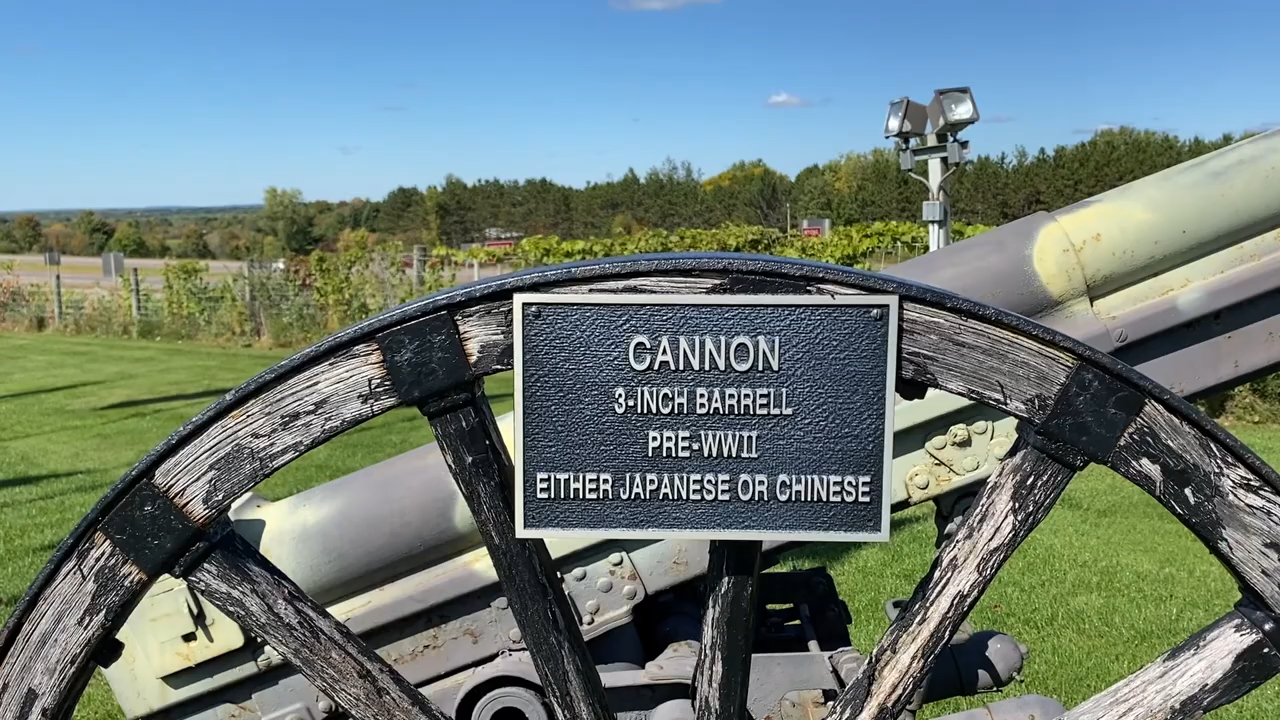 CANNON
3-INCH BARRELL
PRE-WWII
EITHER JAPANESE OR CHINESE